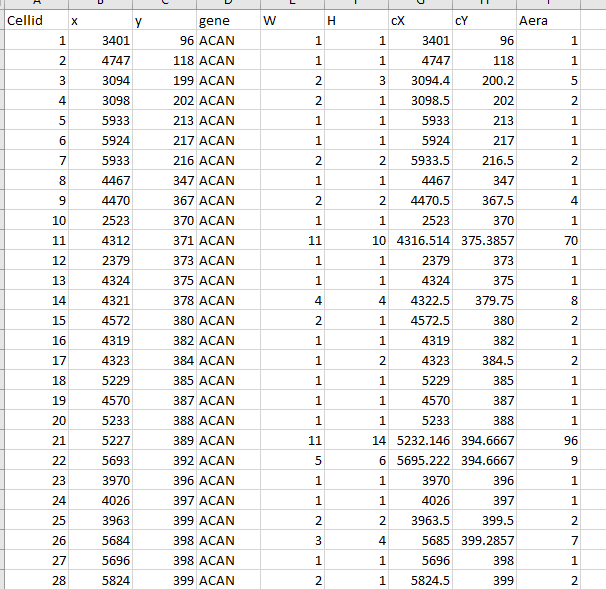 Cellid x y gene W H cX cY Aera
1 3401 96 ACAN 1 1 3401 96 1
2 4747 118 ACAN 1 1 4747 118 1
3 3094 199 ACAN 2 3 3094.4 200.2 5
4 3098 202 ACAN 2 1 3098.5 202 2
5 5933 213 ACAN 1 1 5933 213 1
6 5924 217 ACAN 1 1 5924 217 1
7 5933 216 ACAN 2 2 5933.5 216.5 2
8 4467 347 ACAN 1 1 4467 347 1
9 4470 367 ACAN 2 2 4470.5 367.5 4
10 2523 370 ACAN 1 1 2523 370 1
11 4312 371 ACAN 11 10 4316.514 375.3857 70
12 2379 373 ACAN 1 1 2379 373 1
13 4324 375 ACAN 1 1 4324 375 1
14 4321 378 ACAN 4 4 4322.5 379.75 8
15 4572 380 ACAN 2 1 4572.5 380 2
16 4319 382 ACAN 1 1 4319 382 1
17 4323 384 ACAN 1 2 4323 384.5 2
18 5229 385 ACAN 1 1 5229 385 1
19 4570 387 ACAN 1 1 4570 387 1
20 5233 388 ACAN 1 1 5233 388 1
21 5227 389 ACAN 11 14 5232.146 394.6667 96
22 5693 392 ACAN 5 6 5695.222 394.6667 9
23 3970 396 ACAN 1 1 3970 396 1
24 4026 397 ACAN 1 1 4026 397 1
25 3963 399 ACAN 2 2 3963.5 399.5 2
26 5684 398 ACAN 3 4 5685 399.2857 7
27 5696 398 ACAN 1 1 5696 398 1
28 5824 399 ACAN 2 1 5824.5 399 2